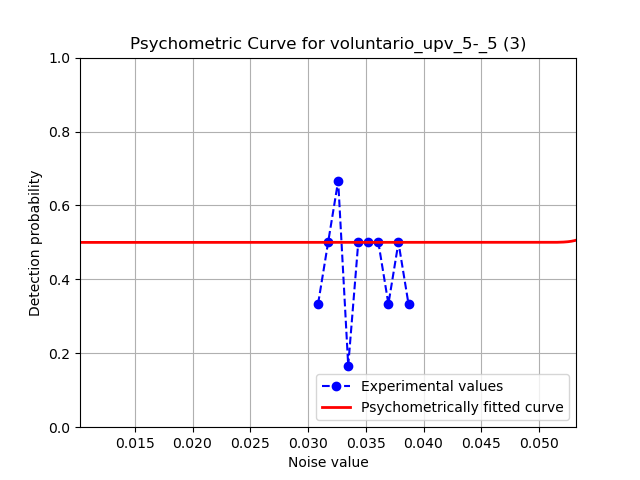 Psychometric Curve for voluntario_upv_5-_5 (3)
1.0
0.8
0.6
0.4
0.2
0.0
Detection probability
Experimental values
Psychometrically fitted curve
0.015 0.020 0.025 0.030 0.035 0.040 0.045 0.050
Noise value